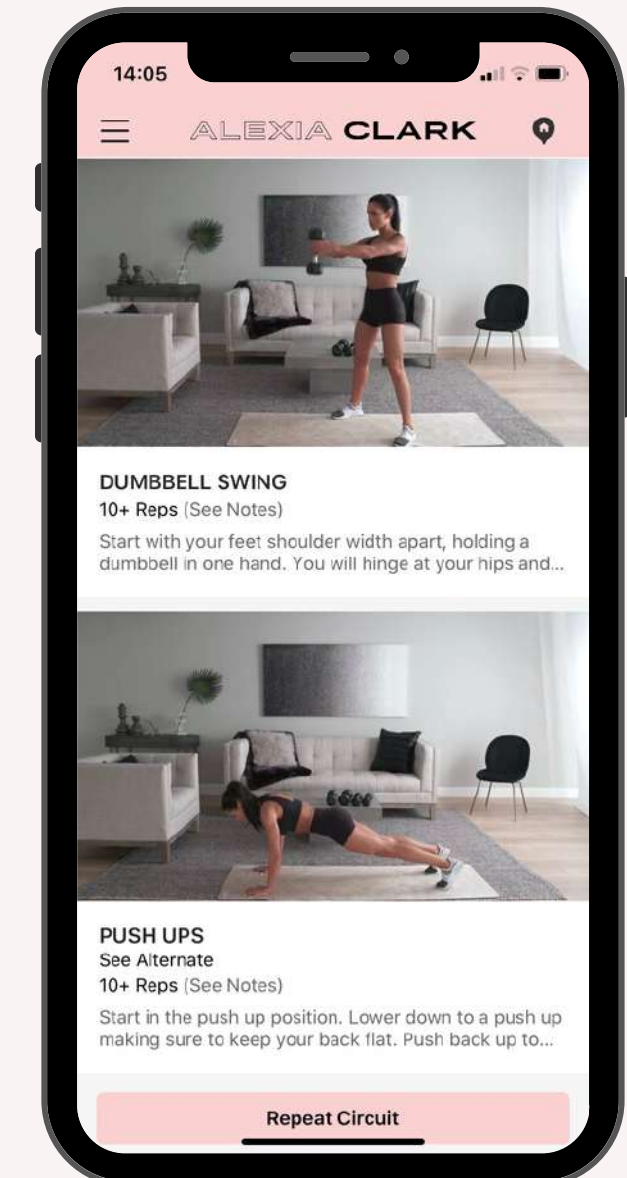 14:05
ALEXIA CLARK
DUMBBELL SWING
10+ Reps (See Notes)
Start with your feet shoulder width apart, holding a
dumbbell in one hand. You will hinge at your hips and...
PUSH UPS
See Alternate
10+ Reps (See Notes)
Start in the push up position. Lower down to a push up
making sure to keep your back flat. Push back up to...
Repeat Circuit